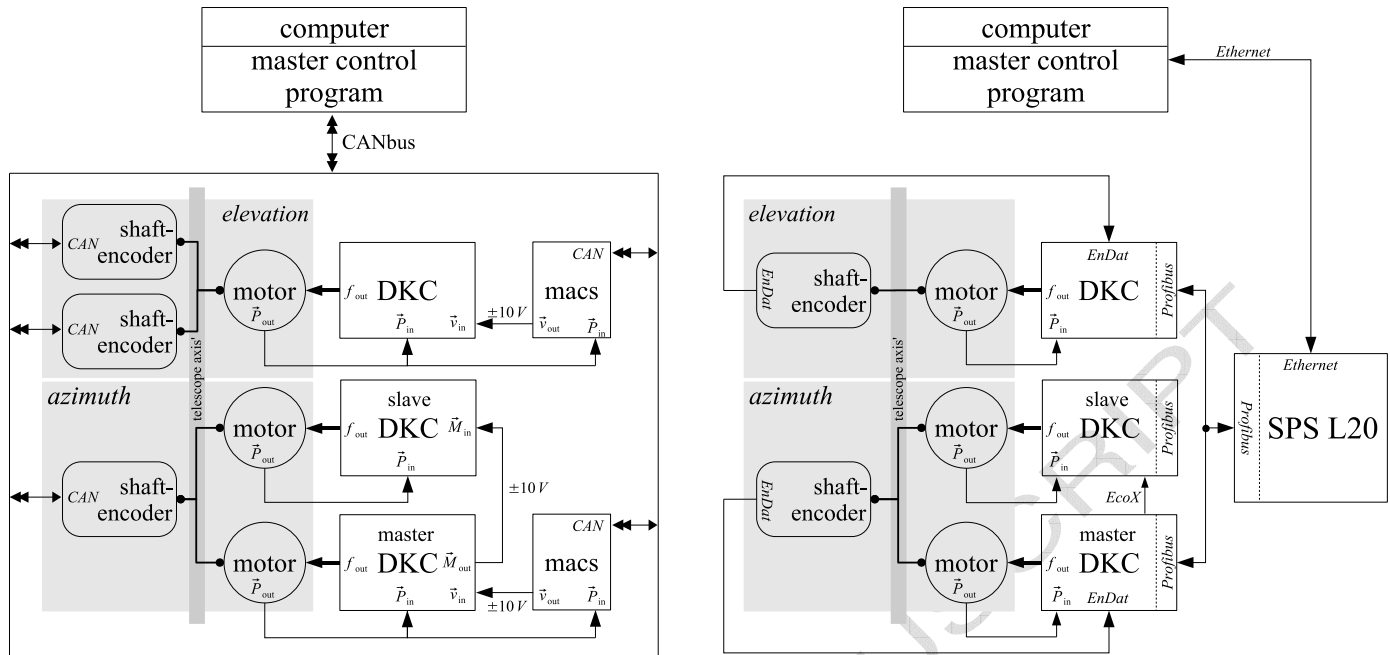 computer
master control
program
CANbus
elevation
shaft-
encoder
CAN
shaft-
encoder
CAN
telescope axis'
motor
P⃗out
fout
DKC
P⃗in
v⃗in
±10 V
CAN
macs
v⃗out
P⃗in
azimuth
shaft-
encoder
CAN
motor
P⃗out
slave
fout
DKC
M⃗in
P⃗in
±10 V
motor
P⃗out
master
fout
DKC
M⃗out
P⃗in
v⃗in
±10 V
CAN
macs
v⃗out
P⃗in
computer
master control
program
Ethernet
elevation
EnDat
shaft-
encoder
telescope axis'
motor
P⃗out
EnDat
fout
DKC
P⃗in
Profibus
azimuth
EnDat
shaft-
encoder
motor
P⃗out
slave
fout
DKC
P⃗in
Profibus
EcoX
motor
P⃗out
master
fout
DKC
P⃗in
EnDat
Profibus
Ethernet
Profibus
SPS L20
USCRIPT